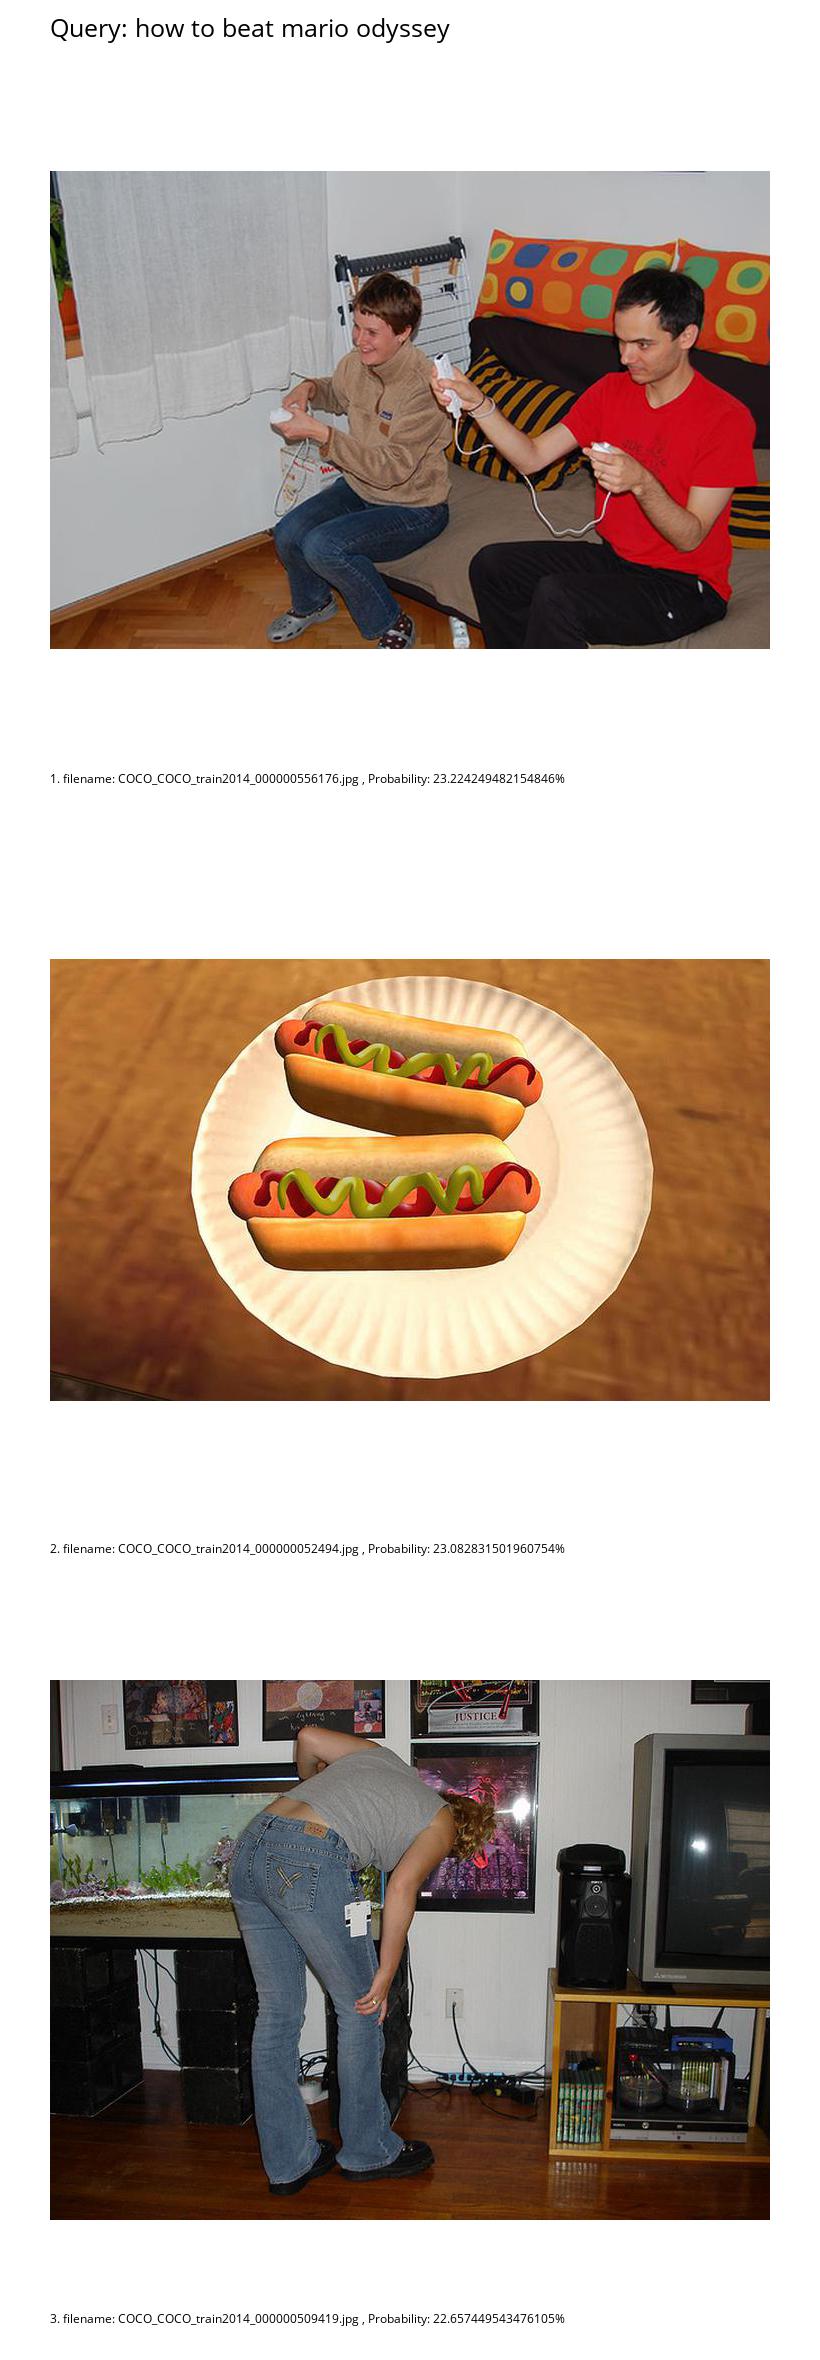 Query: how to beat mario odyssey
1. filename: COCO_COCO_train2014_000000556176.jpg , Probability: 23.224249482154846%
2. filename: COCO_COCO_train2014_000000052494.jpg , Probability: 23.082831501960754%
JUSTICE
3. filename: COCO_COCO_train2014_000000509419.jpg , Probability: 22.657449543476105%